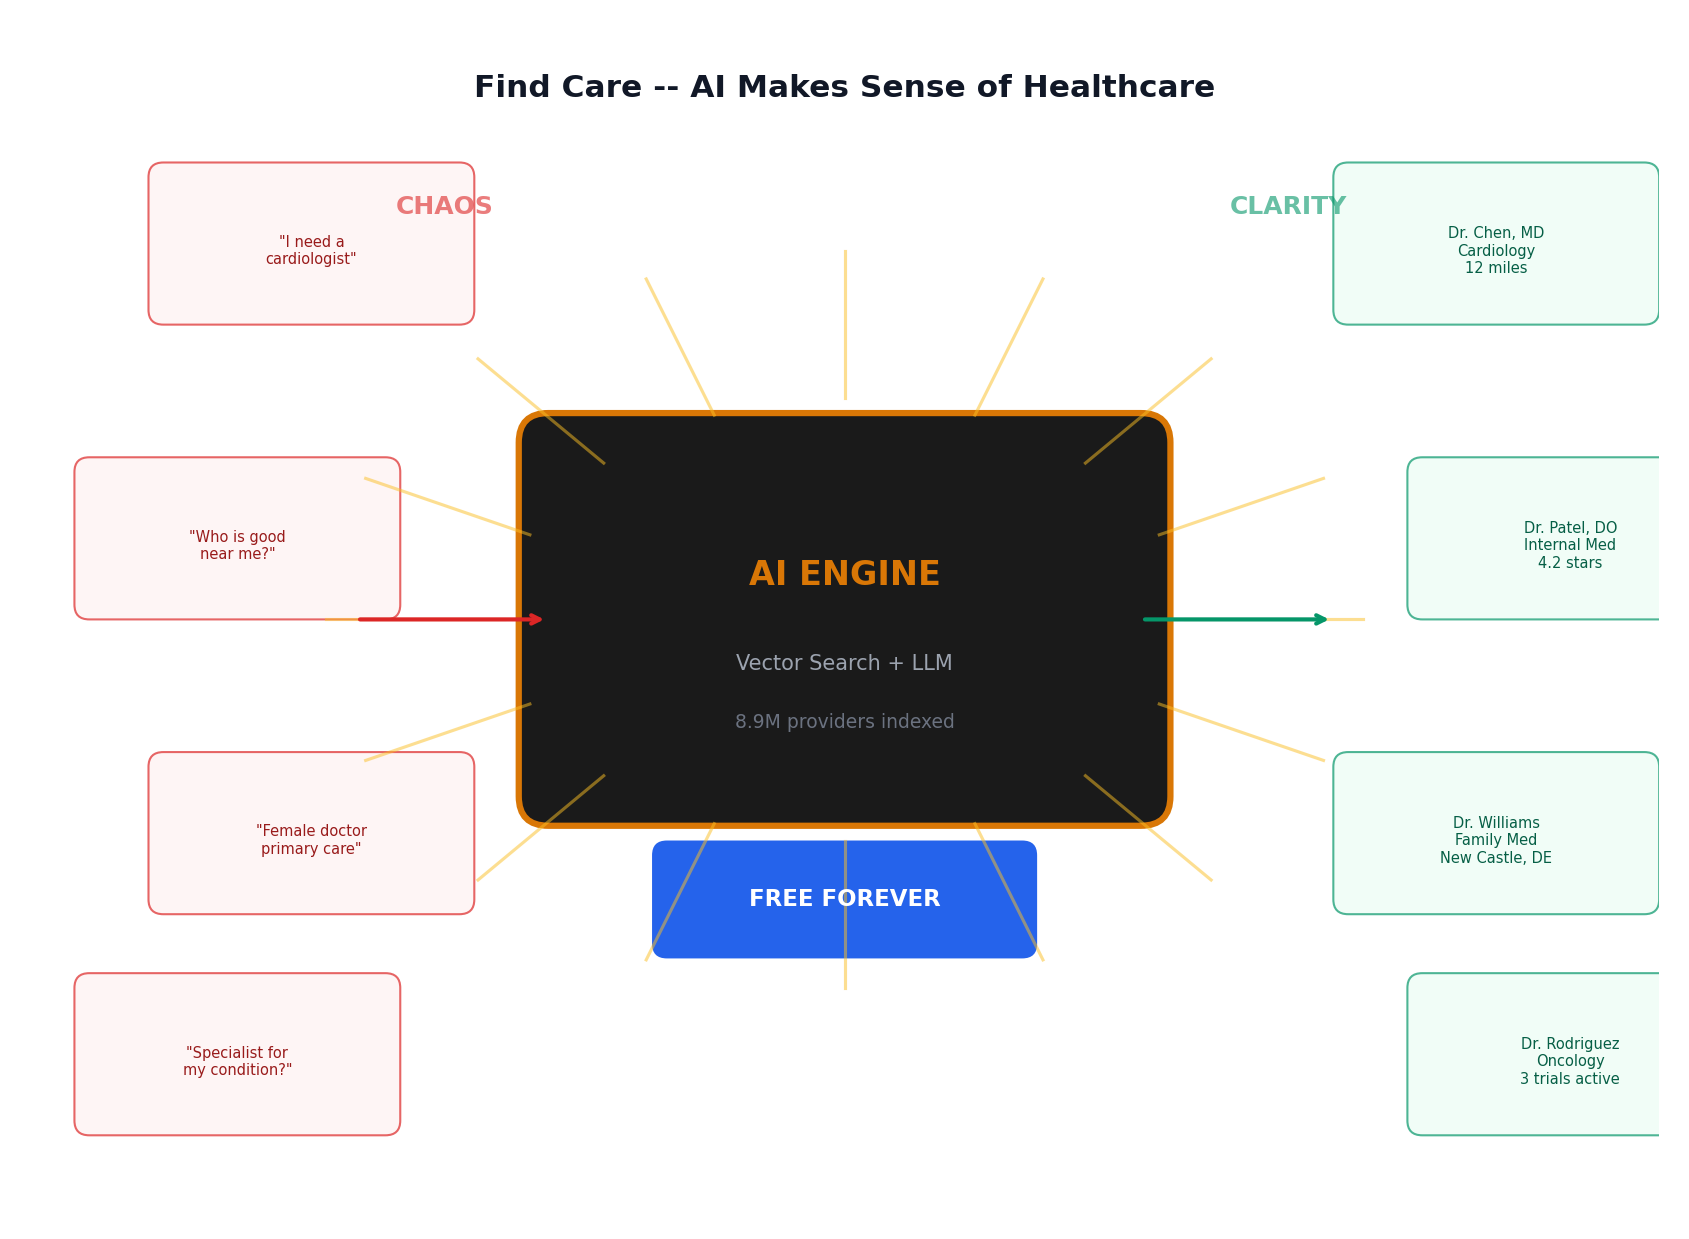 Find Care -- AI Makes Sense of Healthcare
CHAOS
"I need a
cardiologist"
"Who is good
near me?"
"Female doctor
primary care"
"Specialist for
my condition?"
AI ENGINE
Vector Search + LLM
8.9M providers indexed
FREE FOREVER
CLARITY
Dr. Chen, MD
Cardiology
12 miles
Dr. Patel, DO
Internal Med
4.2 stars
Dr. Williams
Family Med
New Castle, DE
Dr. Rodriguez
Oncology
3 trials active